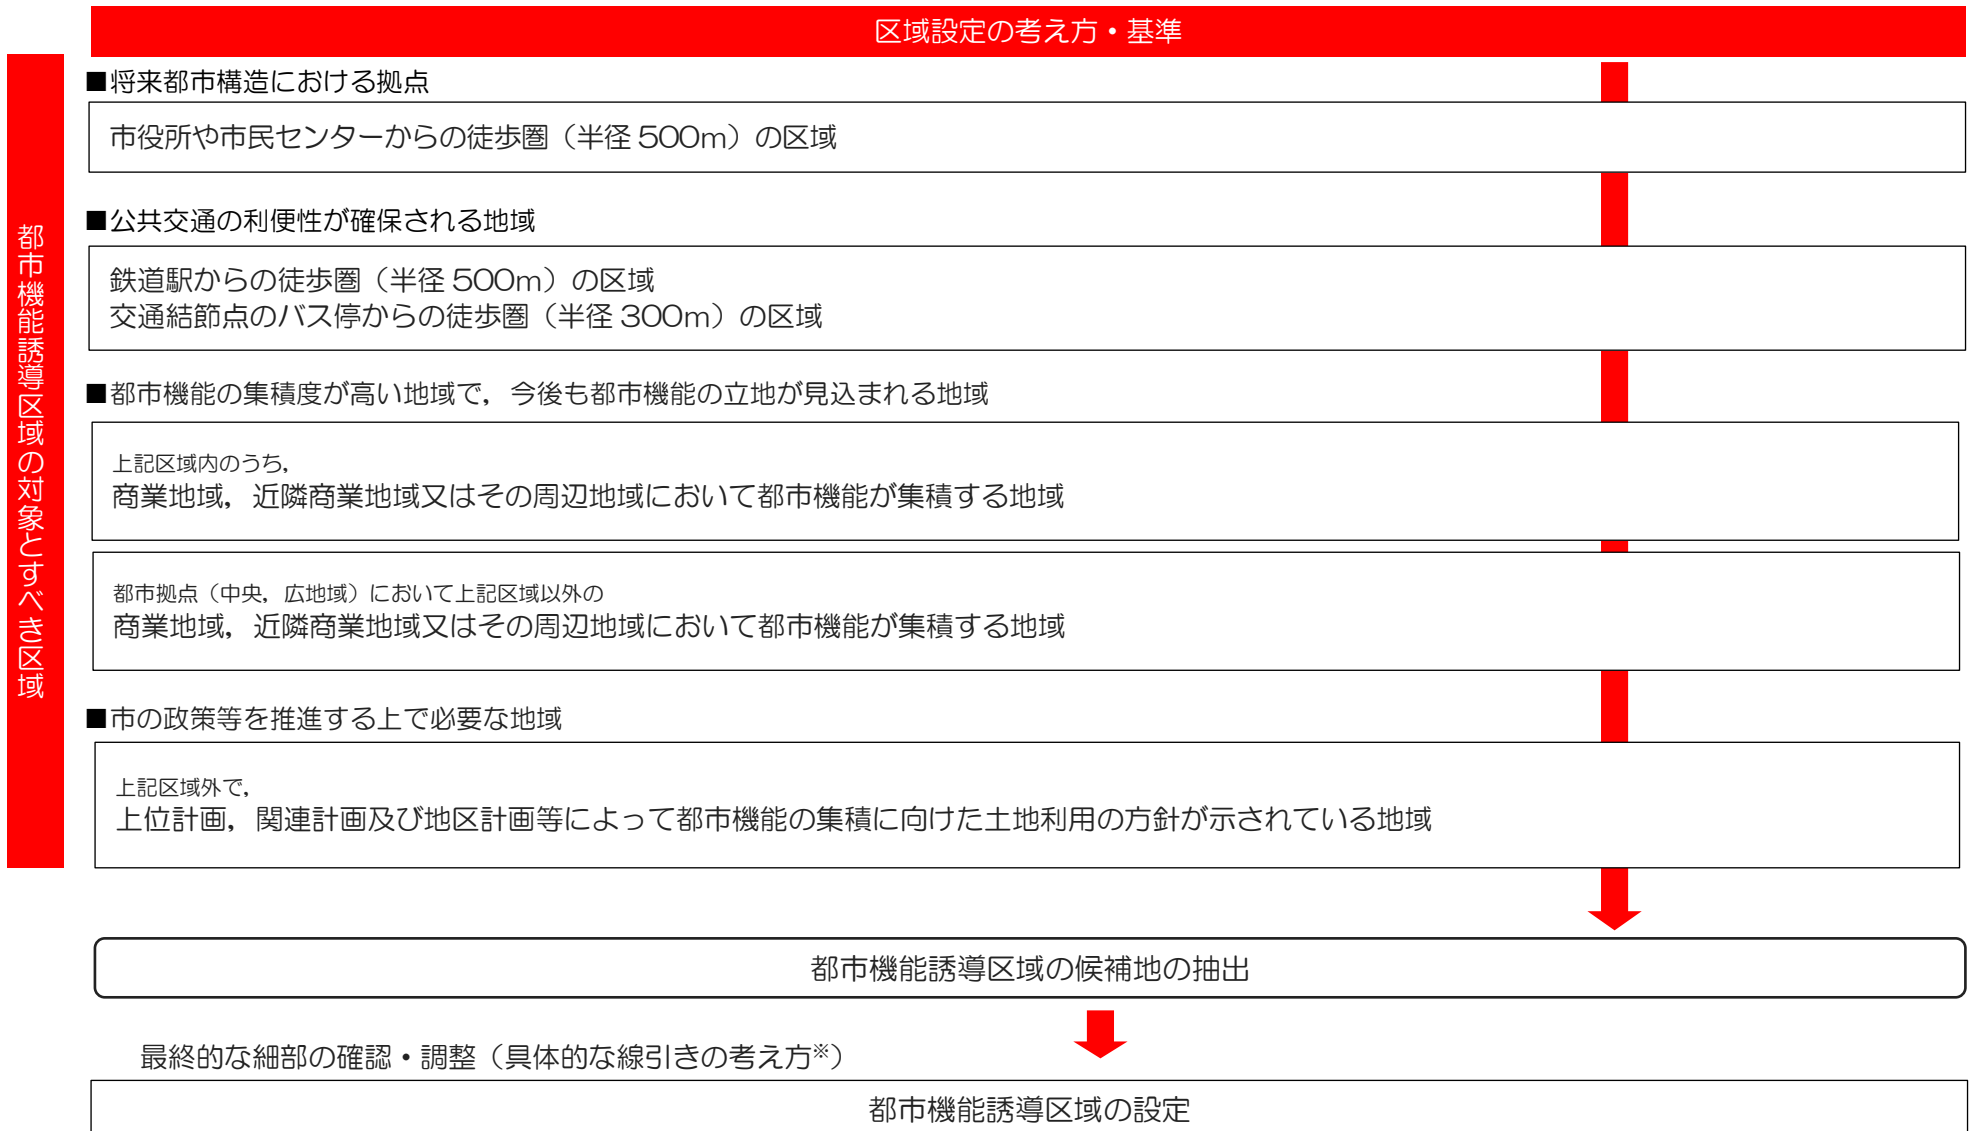 区域設定の考え方・基準
都市機能誘導区域の対象とすべき区域
■将来都市構造における拠点
市役所や市民センターからの徒歩圏（半径500m）の区域
■公共交通の利便性が確保される地域
鉄道駅からの徒歩圏（半径500m）の区域
交通結節点のバス停からの徒歩圏（半径300m）の区域
■都市機能の集積度が高い地域で，今後も都市機能の立地が見込まれる地域
上記区域内のうち，
商業地域，近隣商業地域又はその周辺地域において都市機能が集積する地域
都市拠点（中央，広地域）において上記区域以外の
商業地域，近隣商業地域又はその周辺地域において都市機能が集積する地域
■市の政策等を推進する上で必要な地域
上記区域外で，
上位計画，関連計画及び地区計画等によって都市機能の集積に向けた土地利用の方針が示されている地域
都市機能誘導区域の候補地の抽出
最終的な細部の確認・調整（具体的な線引きの考え方※）
都市機能誘導区域の設定